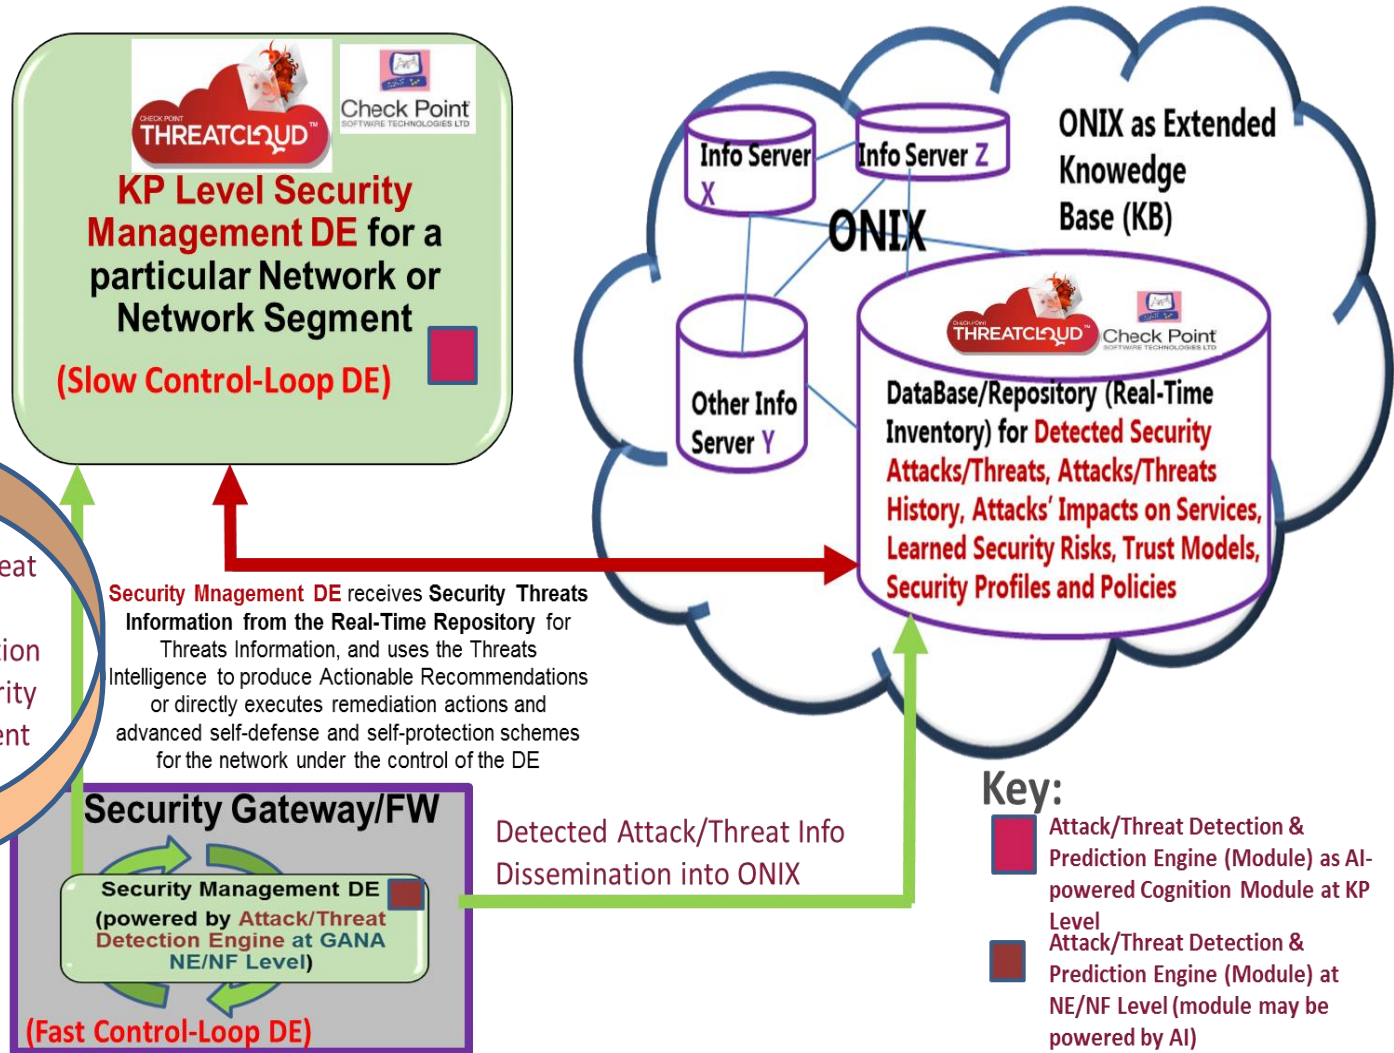 CHECK POINT
THREATCLOUD™
Check Point
SOFTWARE TECHNOLOGIES LTD
KP Level Security
Management DE for a
particular Network or
Network Segment
(Slow Control-Loop DE)
Info Server
X
Info Server Z
ONIX
ONIX as Extended
Knowedge
Base (KB)
Other Info
Server Y
CHECK POINT
THREATCLOUD™
Check Point
SOFTWARE TECHNOLOGIES LTD
DataBase/Repository (Real-Time
Inventory) for Detected Security
Attacks/Threats, Attacks/Threats
History, Attacks' Impacts on Services,
Learned Security Risks, Trust Models,
Security Profiles and Policies
Security Mnagement DE receives Security Threats
Information from the Real-Time Repository for
Threats Information, and uses the Threats
Intelligence to produce Actionable Recommendations
or directly executes remediation actions and
advanced self-defense and self-protection schemes
for the network under the control of the DE
eat
tion
rity
ent
Security Gateway/FW
Security Management DE
(powered by Attack/Threat
Detection Engine at GANA
NE/NF Level)
(Fast Control-Loop DE)
Detected Attack/Threat Info
Dissemination into ONIX
Key:
Attack/Threat Detection &
Prediction Engine (Module) as AI-
powered Cognition Module at KP
Level
Attack/Threat Detection &
Prediction Engine (Module) at
NE/NF Level (module may be
powered by AI)